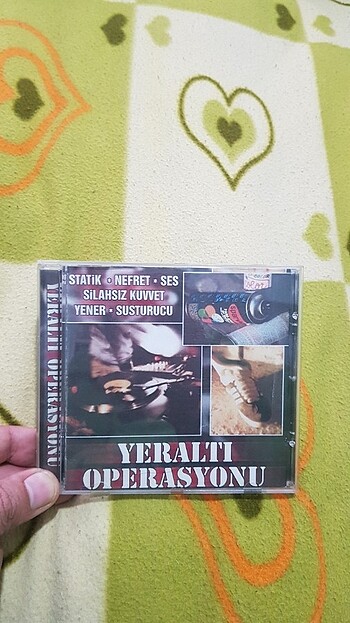 STATİK • NEFRET • SES
SİLAHSIZ KUVVET
YENER • SUSTURUCU
YERALTI
OPERASYONU
YERALTI OPERASYONU